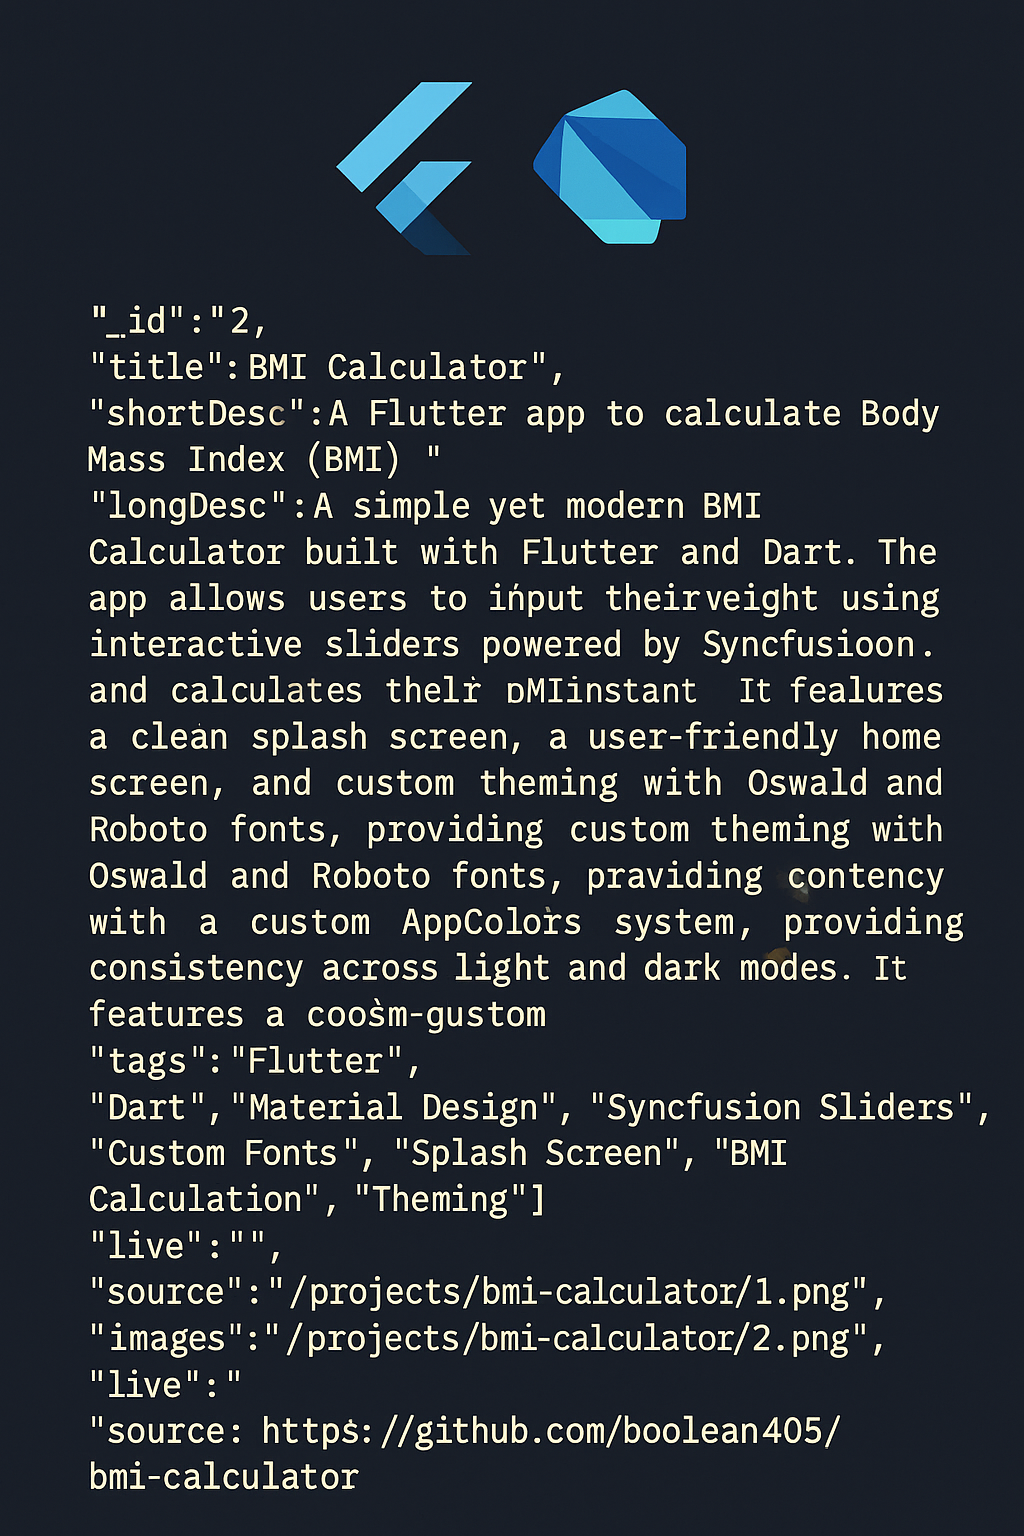 "_id":"2,
"title":BMI Calculator",
"shortDesc":A Flutter app to calculate Body
Mass Index (BMI) "
"longDesc":A simple yet modern BMI
Calculator built with Flutter and Dart. The
app allows users to ińput theirveight using
interactive sliders powered by Syncfusioon.
and calculates thelr pMIinstant It fealures
a clean splash screen, a user-friendly home
screen, and custom theming with Oswald and
Roboto fonts, providing custom theming with
Oswald and Roboto fonts, praviding contency
with a custom AppColors system, providing
consistency across light and dark modes. It
features a coos̀m-gustom
"tags":"Flutter",
"Dart","Material Design", "Syncfusion Sliders",
"Custom Fonts", "Splash Screen", "BMI
Calculation", "Theming"]
"live":"",
"source":"/projects/bmi-calculator/1.png",
"images":"/projects/bmi-calculator/2.png",
"live":"
"source: https://github.com/boolean405/
bmi-calculator